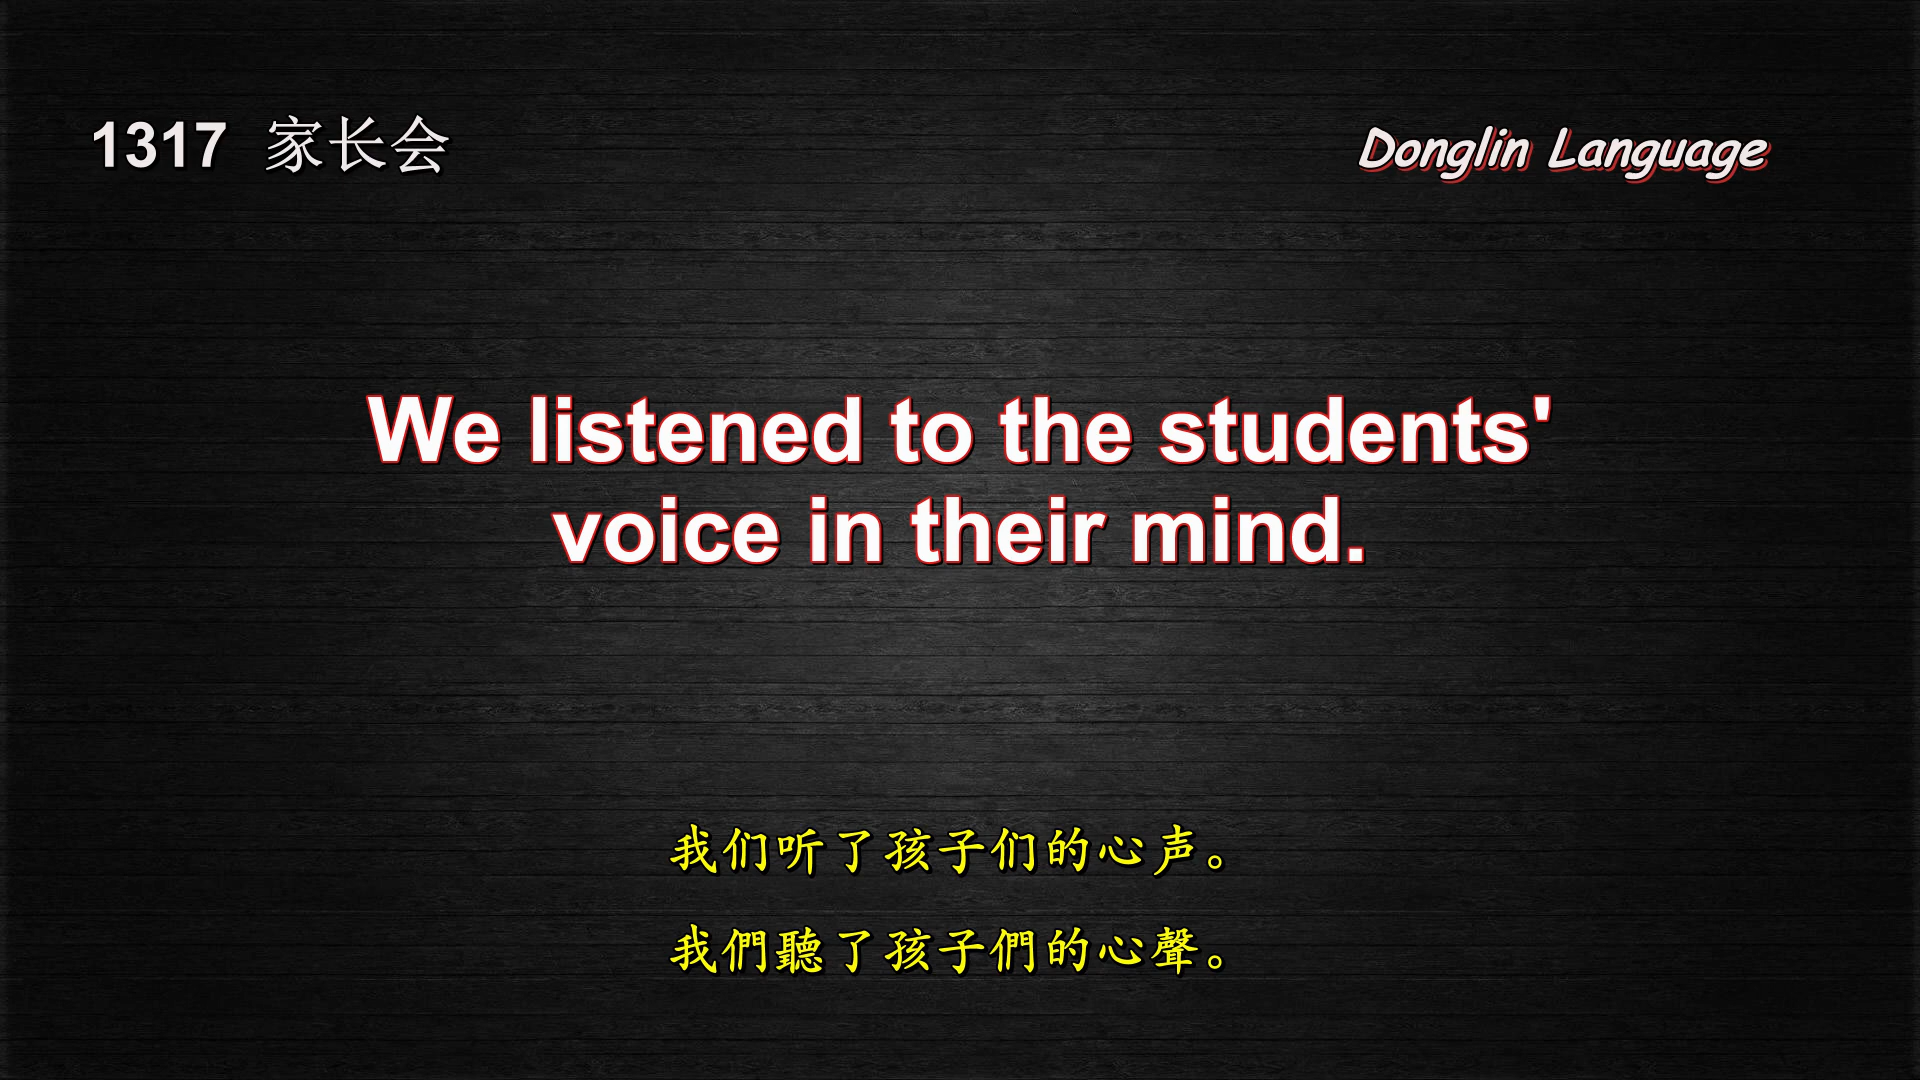 1317 家长会
Donglin Language
We listened to the students'
voice in their mind.
我们听了孩子们的心声。
我們聽了孩子們的心聲。